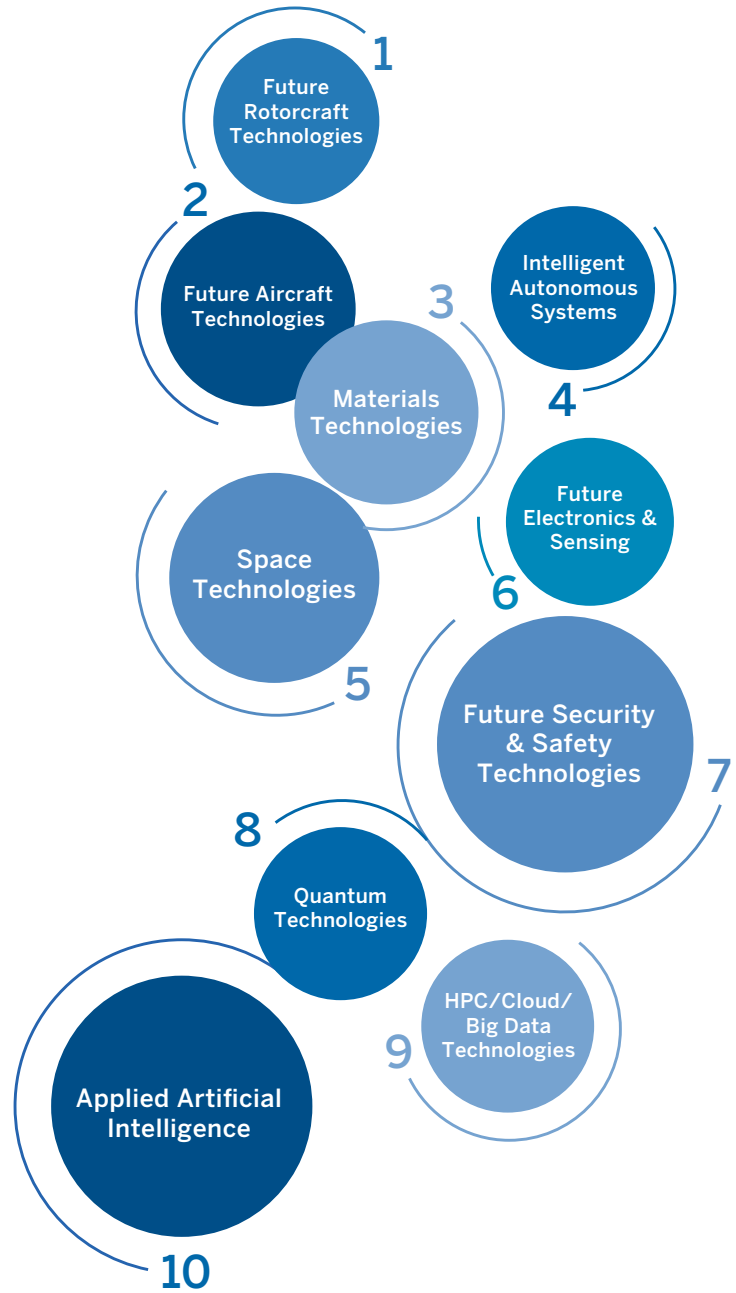 1
Future
Rotorcraft
Technologies
2
Future Aircraft
Technologies
3
Materials
Technologies
Intelligent
Autonomous
Systems
4
Space
Technologies
5
Future
Electronics &
Sensing
6
Future Security
& Safety
Technologies
7
8
Quantum
Technologies
HPC/Cloud/
Big Data
Technologies
9
Applied Artificial
Intelligence
10